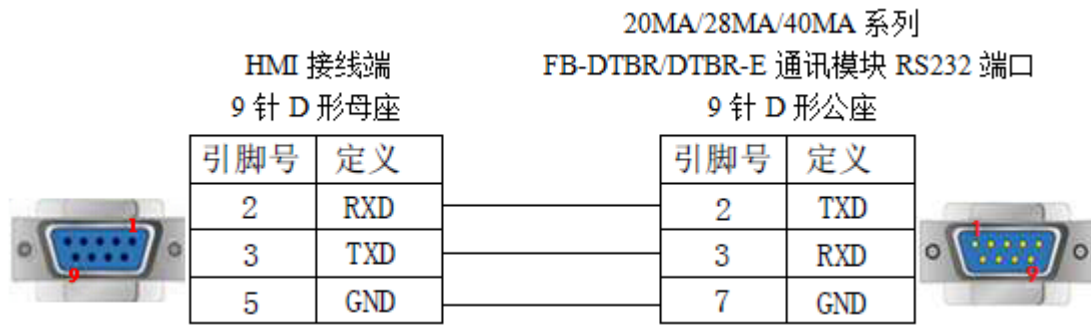 20MA/28MA/40MA 系列
HMI 接线端
FB-DTBR/DTBR-E 通讯模块 RS232 端口
9 针 D 形母座
9 针 D 形公座
引脚号 定义
引脚号 定义
2 RXD
2 TXD
3 TXD
3 RXD
5 GND
7 GND
1
9
1
9